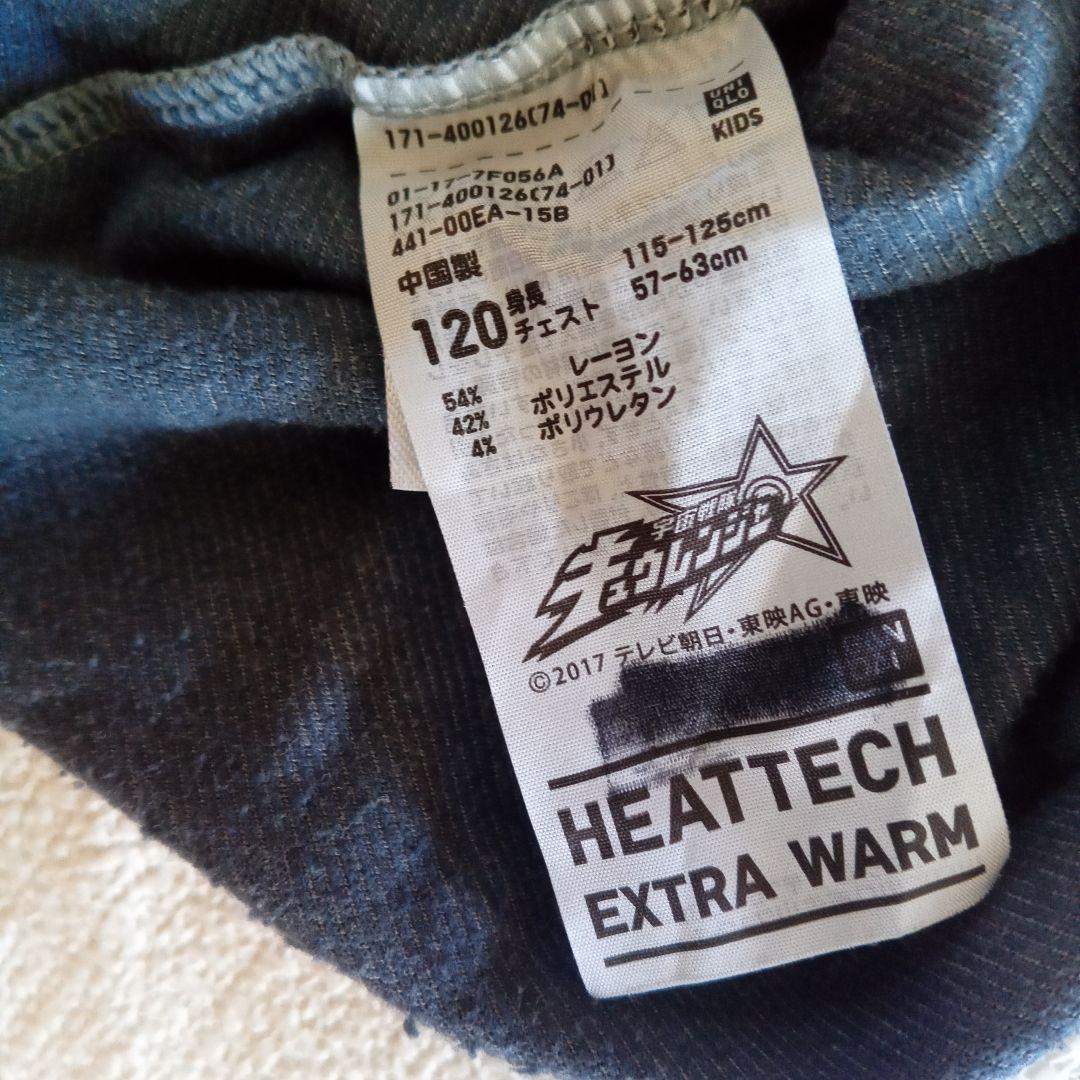 171-400126(74-01)
UNI
QLO
KIDS
01-17-7F056A
171-400126(74-01)
441-00EA-15B
中国製
120 身長 115-125cm
チェスト 57-63cm
54% レーヨン
42% ポリエステル
4% ポリウレタン
宇宙戦隊
キュウレンジャー
©2017 テレビ朝日・東映AG・東映
HEATTECH
EXTRA WARM